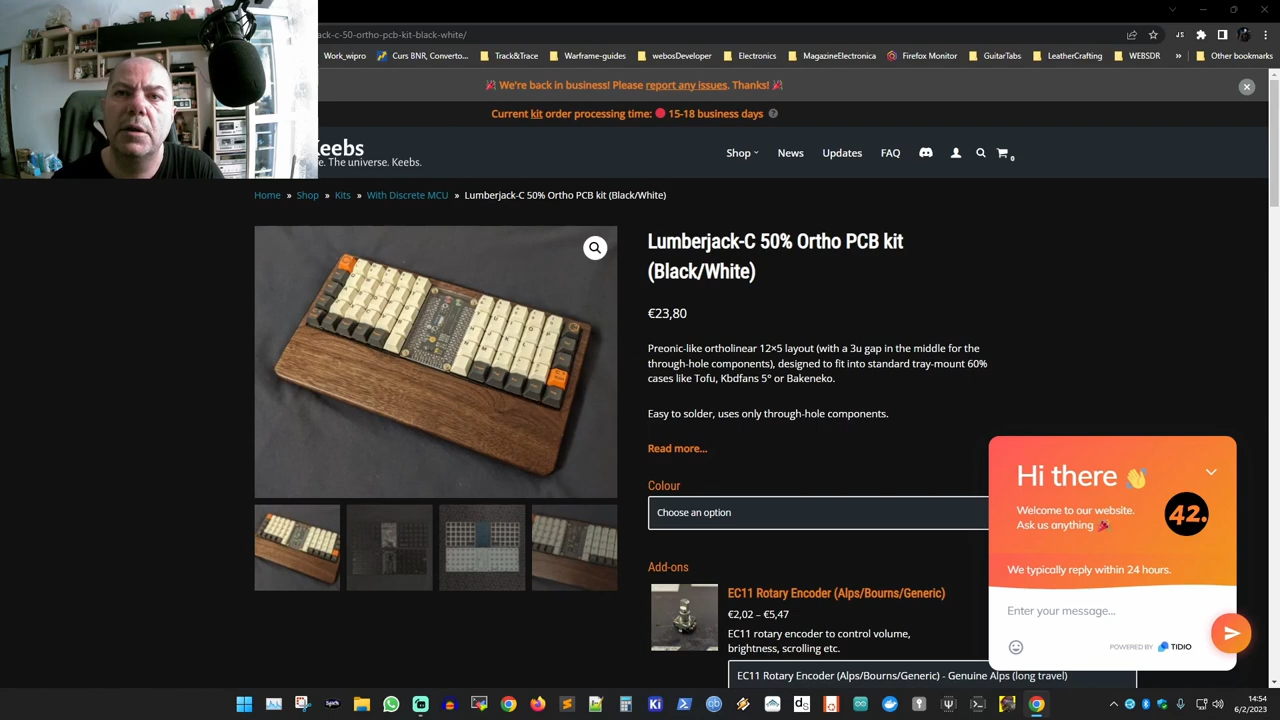 ack-c-50-ortho-pcb-kit-black-white/
Work_wipro
Curs BNR, Converto...
Track&Trace
Warframe-guides
webosDeveloper
Electronics
MagazineElectronica
Firefox Monitor
GuitarTabs
Leather Crafting
RTLSDR
Other bookmarks
🎉 We're back in business! Please report any issues. Thanks! 🎉
Current kit order processing time: 🔴 15-18 business days
Keebs
e. The universe. Keebs.
Shop
News
Updates
FAQ
0
Home » Shop » Kits » With Discrete MCU » Lumberjack-C 50% Ortho PCB kit (Black/White)
Lumberjack-C 50% Ortho PCB kit
(Black/White)
€23,80
Preonic-like ortholinear 12×5 layout (with a 3u gap in the middle for the
through-hole components), designed to fit into standard tray-mount 60%
cases like Tofu, Kbdfans 5° or Bakeneko.
Easy to solder, uses only through-hole components.
Read more...
Colour
Choose an option
Add-ons
EC11 Rotary Encoder (Alps/Bourns/Generic)
€2,02 – €5,47
EC11 rotary encoder to control volume,
brightness, scrolling etc.
EC11 Rotary Encoder (Alps/Bourns/Generic) - Genuine Alps (long travel)
Hi there 👋
Welcome to our website.
Ask us anything 🎉
42.
We typically reply within 24 hours.
Enter your message...
POWERED BY TIDIO
14:54
6/2/2023